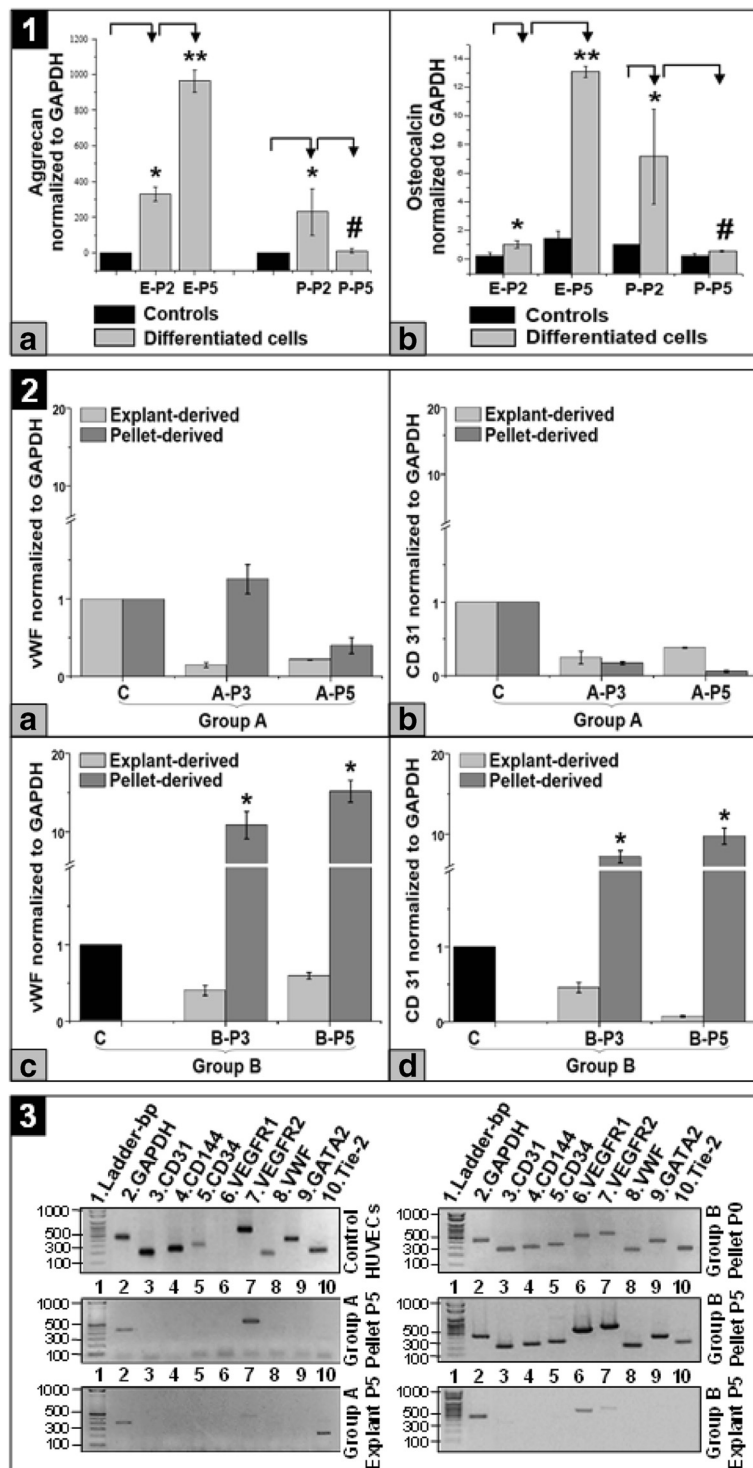 1
Aggrecan
normalized to GAPDH
1200
1000
800
600
400
200
0
*
**
*
#
E-P2 E-P5 P-P2 P-P5
Controls
Differentiated cells
a
Osteocalcin
normalized to GAPDH
14
12
10
8
6
4
2
0
*
**
*
#
E-P2 E-P5 P-P2 P-P5
Controls
Differentiated cells
b
2
vWF normalized to GAPDH
20
10
1
0
Explant-derived
Pellet-derived
C A-P3 A-P5
Group A
a
CD 31 normalized to GAPDH
20
10
1
0
Explant-derived
Pellet-derived
C A-P3 A-P5
Group A
b
vWF normalized to GAPDH
20
10
1
0
Explant-derived
Pellet-derived
*
*
C B-P3 B-P5
Group B
c
CD 31 normalized to GAPDH
20
10
1
0
Explant-derived
Pellet-derived
*
*
C B-P3 B-P5
Group B
d
3
1.Ladder-bp
2.GAPDH
3.CD31
4.CD144
5.CD34
6.VEGFR1
7.VEGFR2
8.VWF
9.GATA2
10.Tie-2
1000
500
300
100
Control
HUVECs
1 2 3 4 5 6 7 8 9 10
1000
500
300
100
Group A
Pellet P5
1 2 3 4 5 6 7 8 9 10
1000
500
300
100
Group A
Explant P5
1.Ladder-bp
2.GAPDH
3.CD31
4.CD144
5.CD34
6.VEGFR1
7.VEGFR2
8.VWF
9.GATA2
10.Tie-2
1000
500
300
100
Group B
Pellet P0
1 2 3 4 5 6 7 8 9 10
1000
500
300
100
Group B
Pellet P5
1 2 3 4 5 6 7 8 9 10
1000
500
300
100
Group B
Explant P5